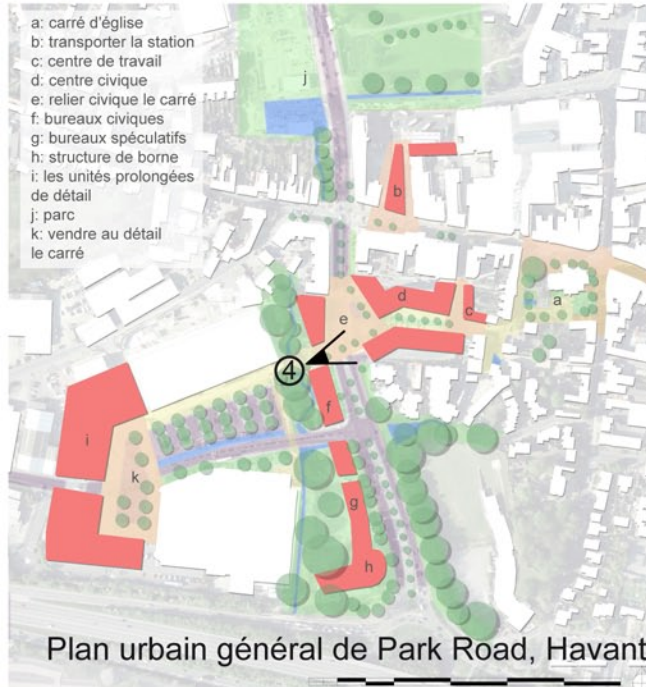 a: carré d'église
b: transporter la station
c: centre de travail
d: centre civique
e: relier civique le carré
f: bureaux civiques
g: bureaux spéculatifs
h: structure de borne
i: les unités prolongées
de détail
j: parc
k: vendre au détail
le carré
j
b
a
d
c
e
4
f
i
k
g
h
Plan urbain général de Park Road, Havant